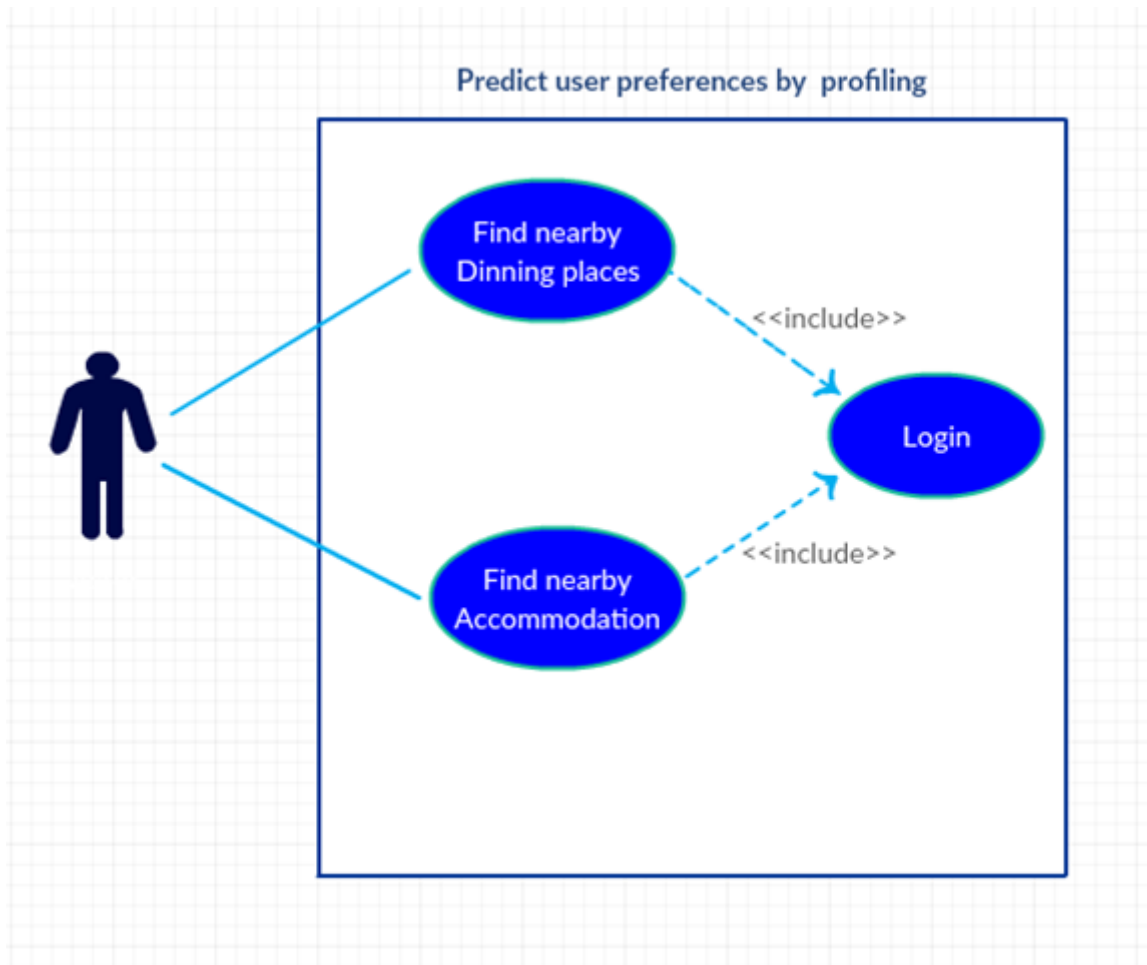 Predict user preferences by profiling
Find nearby
Dinning places
<<include>>
Login
<<include>>
Find nearby
Accommodation